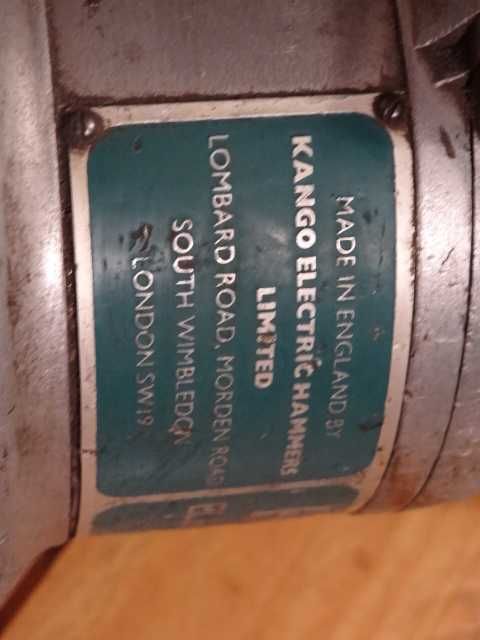 MADE IN ENGLAND BY
KANGO ELECTRIC HAMMERS
LIMITED
LOMBARD ROAD, MORDEN ROAD
SOUTH WIMBLEDON
LONDON SW19